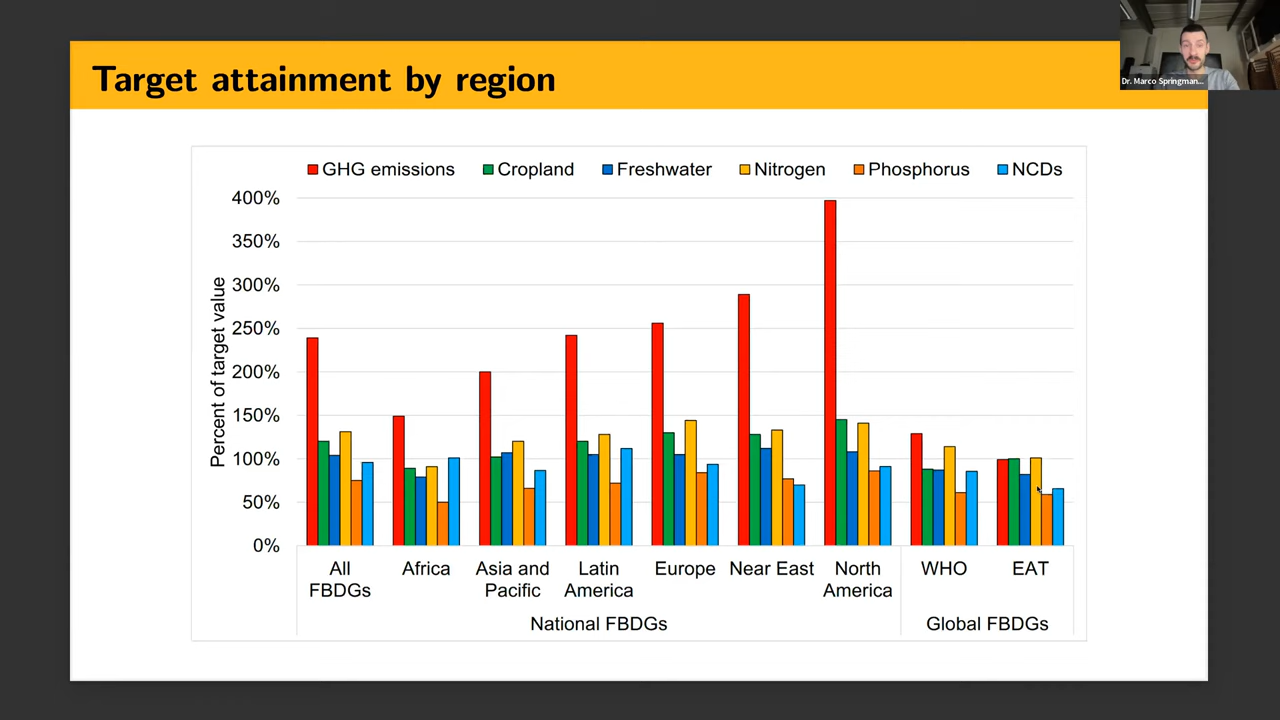 Target attainment by region
Dr. Marco Springman...
GHG emissions Cropland Freshwater Nitrogen Phosphorus NCDs
Percent of target value
400%
350%
300%
250%
200%
150%
100%
50%
0%
All FBDGs
Africa
Asia and Pacific
Latin America
Europe
Near East
North America
WHO
EAT
National FBDGs
Global FBDGs